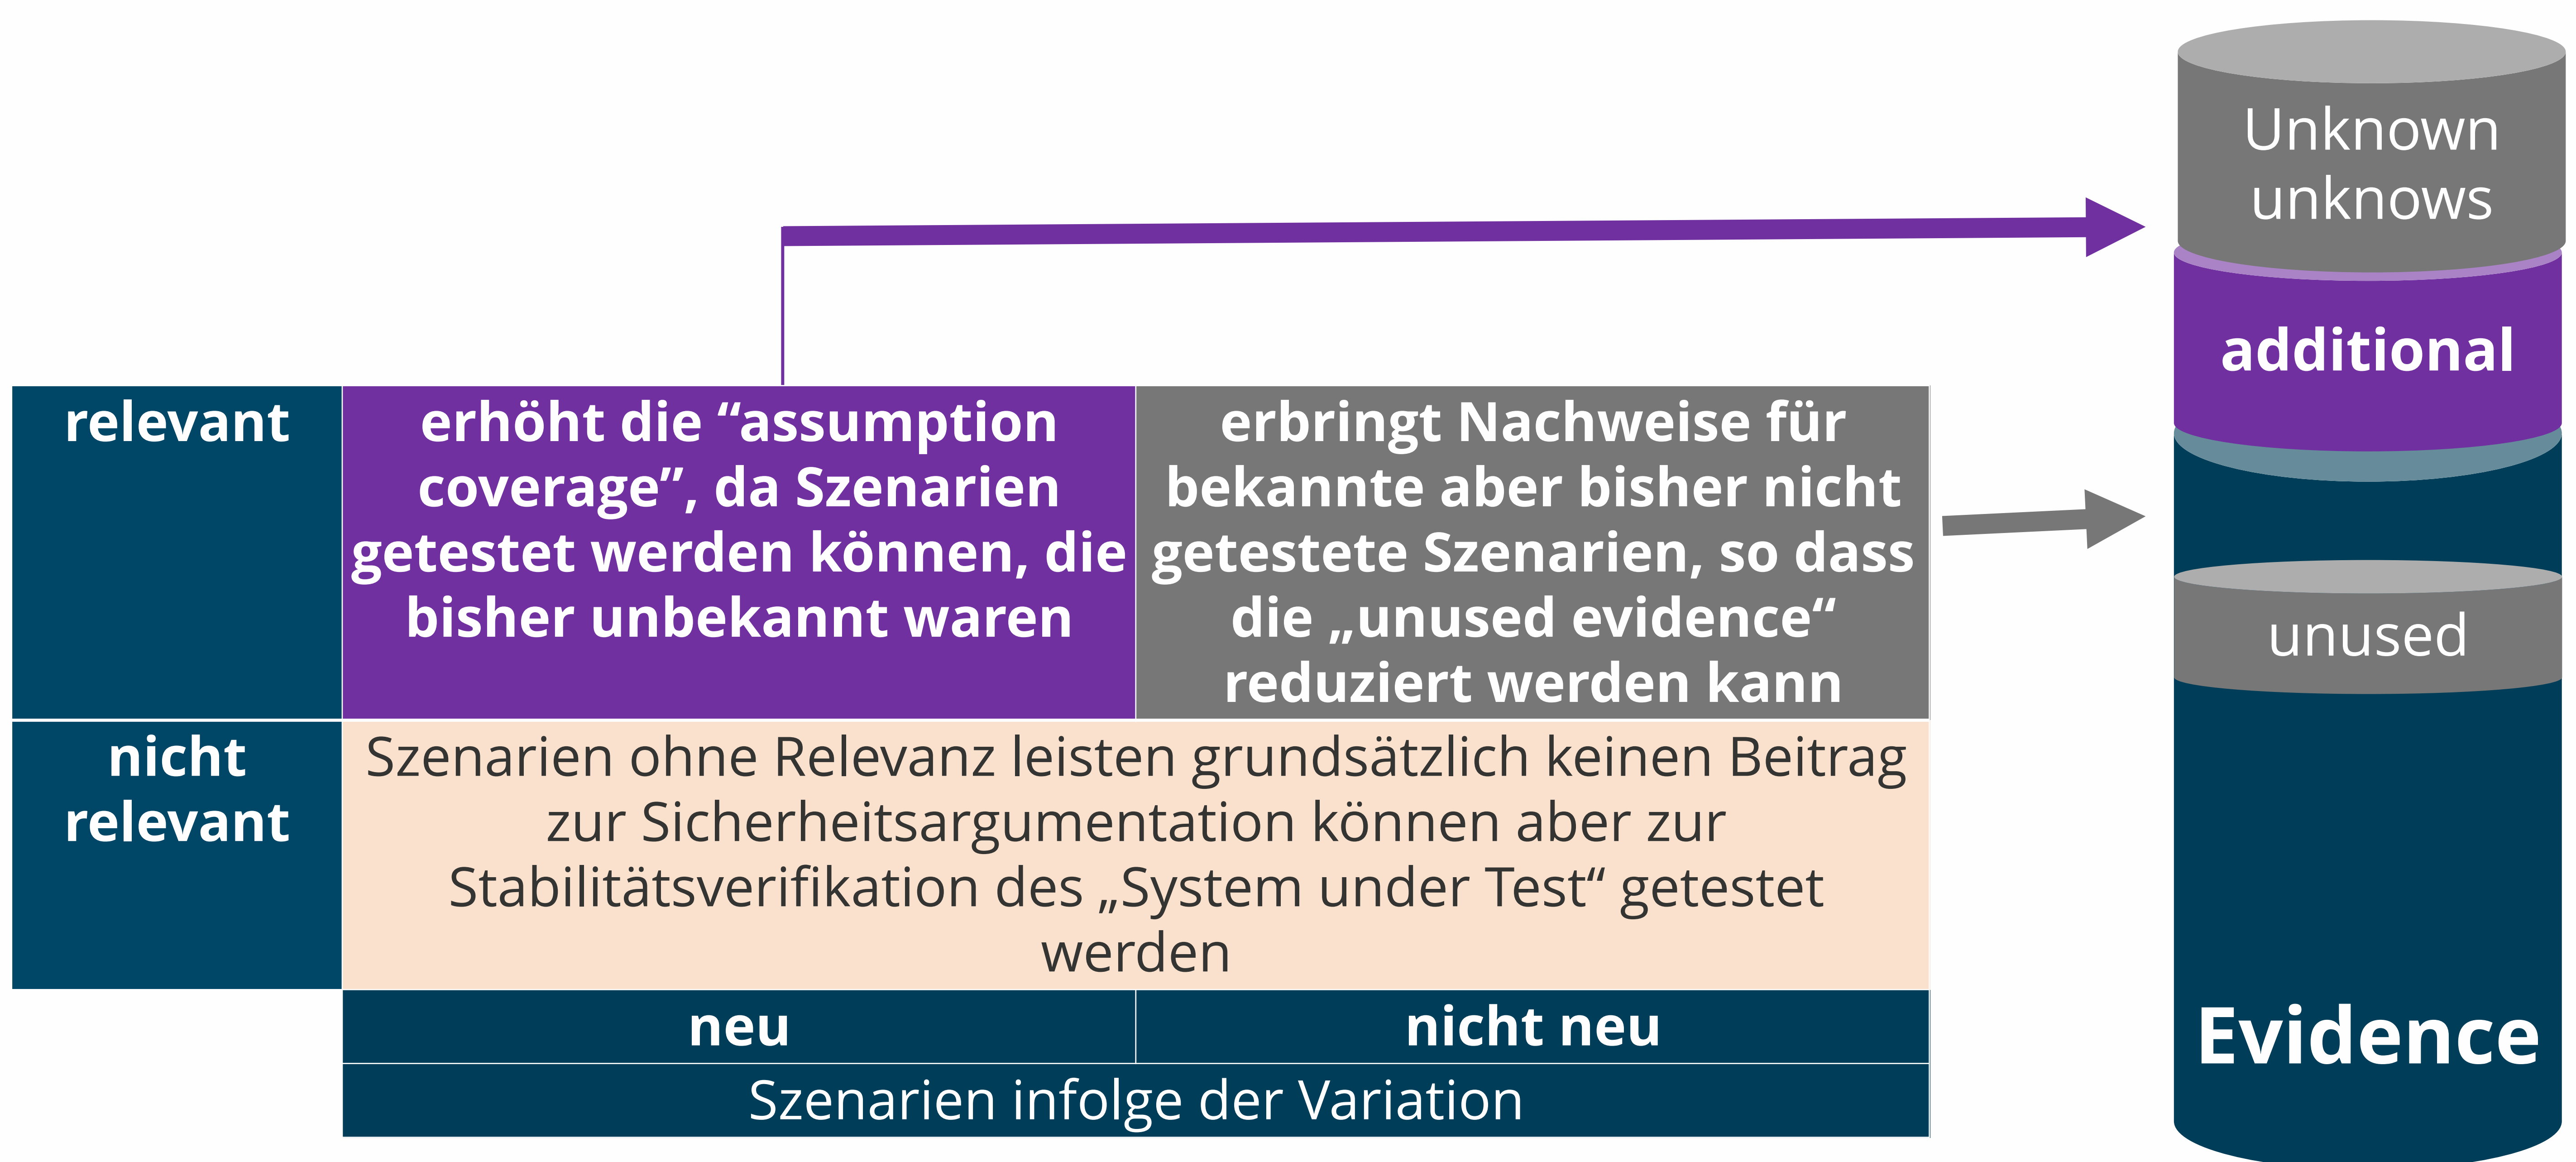 Unknown
unknows
additional
unused
Evidence
relevant
erhöht die “assumption
coverage”, da Szenarien
getestet werden können, die
bisher unbekannt waren
erbringt Nachweise für
bekannte aber bisher nicht
getestete Szenarien, so dass
die „unused evidence“
reduziert werden kann
nicht
relevant
Szenarien ohne Relevanz leisten grundsätzlich keinen Beitrag
zur Sicherheitsargumentation können aber zur
Stabilitätsverifikation des „System under Test“ getestet
werden
neu
nicht neu
Szenarien infolge der Variation